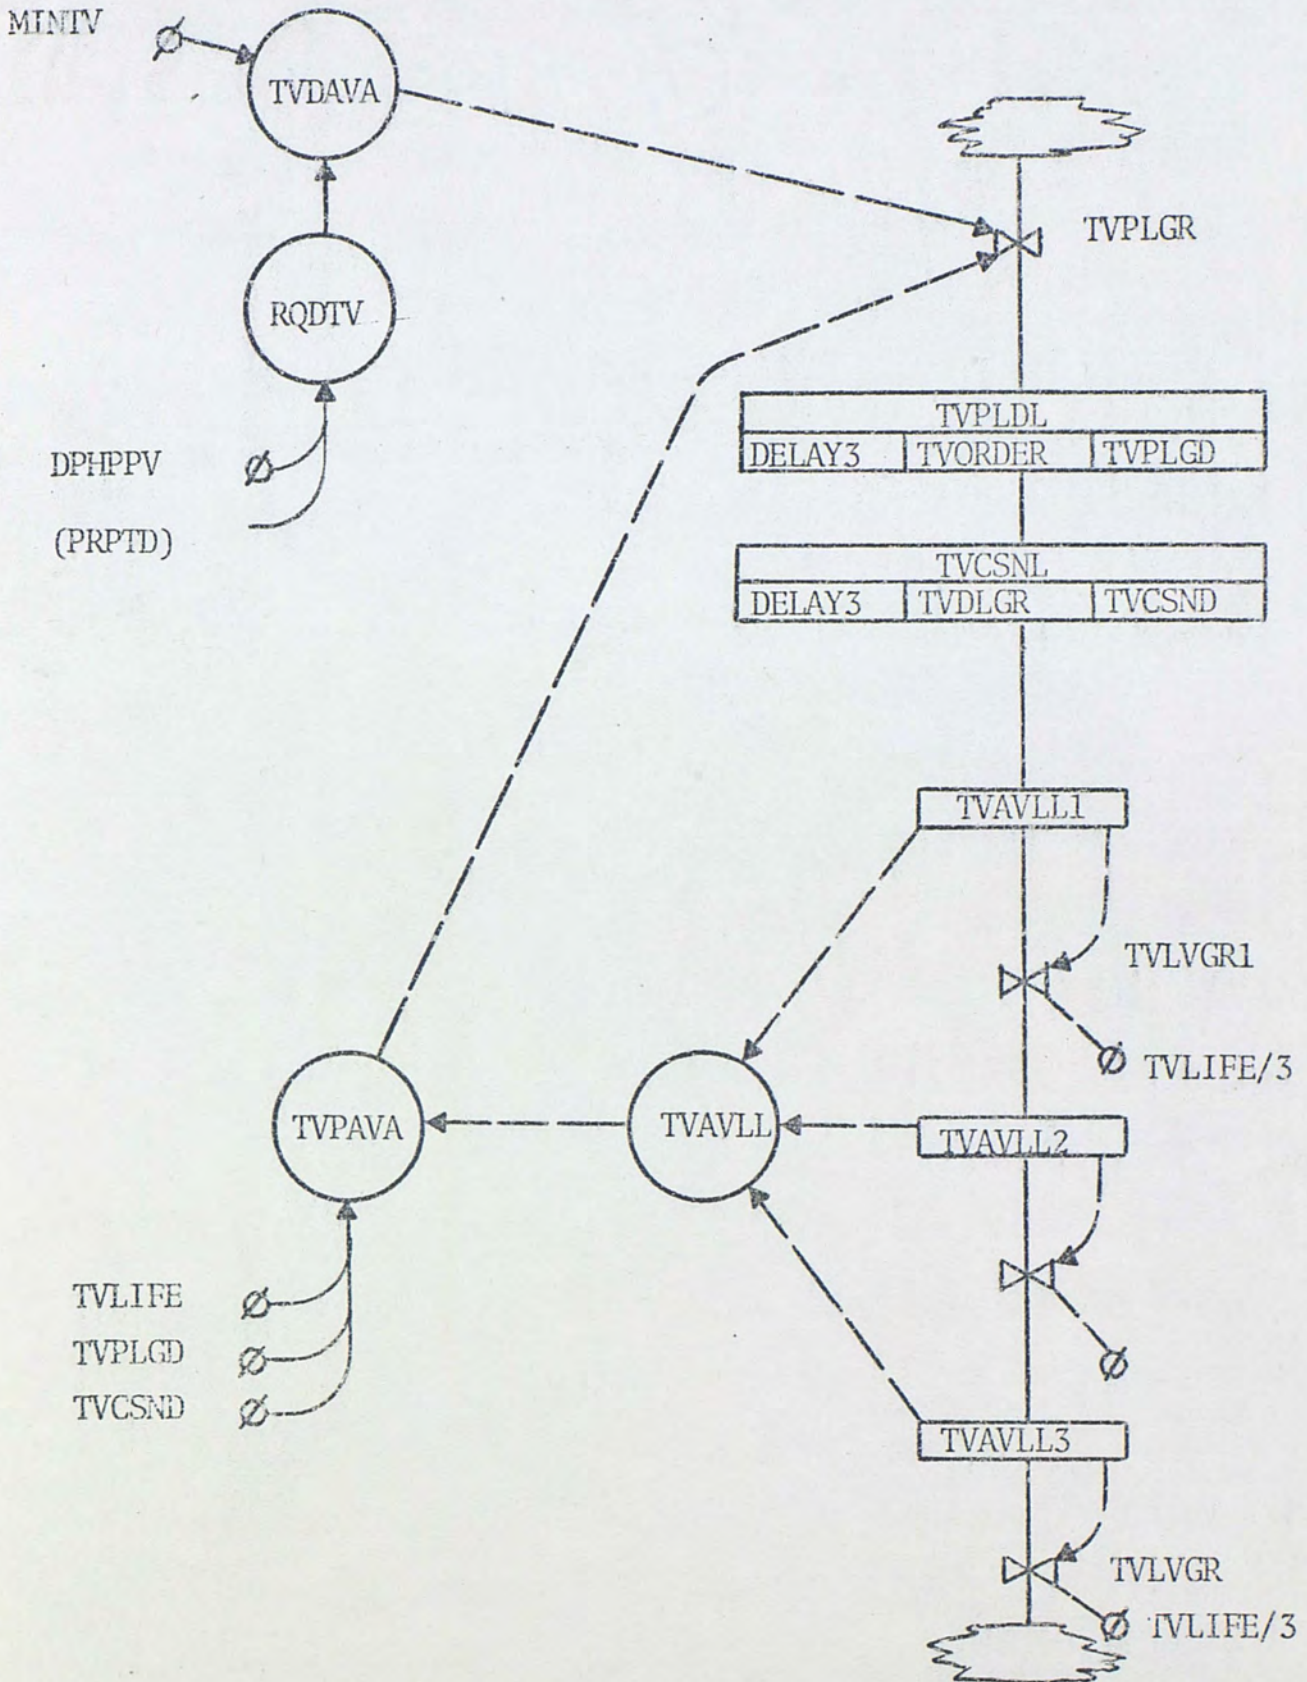 MINTV
TVDAVA
TVPLGR
RQDTV
TVPLDL
DELAY3 TVORDER TVPLGD
DPHPPV
(PRPTD)
TVCSNL
DELAY3 TVDLGR TVCSND
TVAVLL1
TVLVGR1
TVLIFE/3
TVPAVA
TVAVLL
TVAVLL2
TVLIFE
TVPLGD
TVCSND
TVAVLL3
TVLVGR
TVLIFE/3